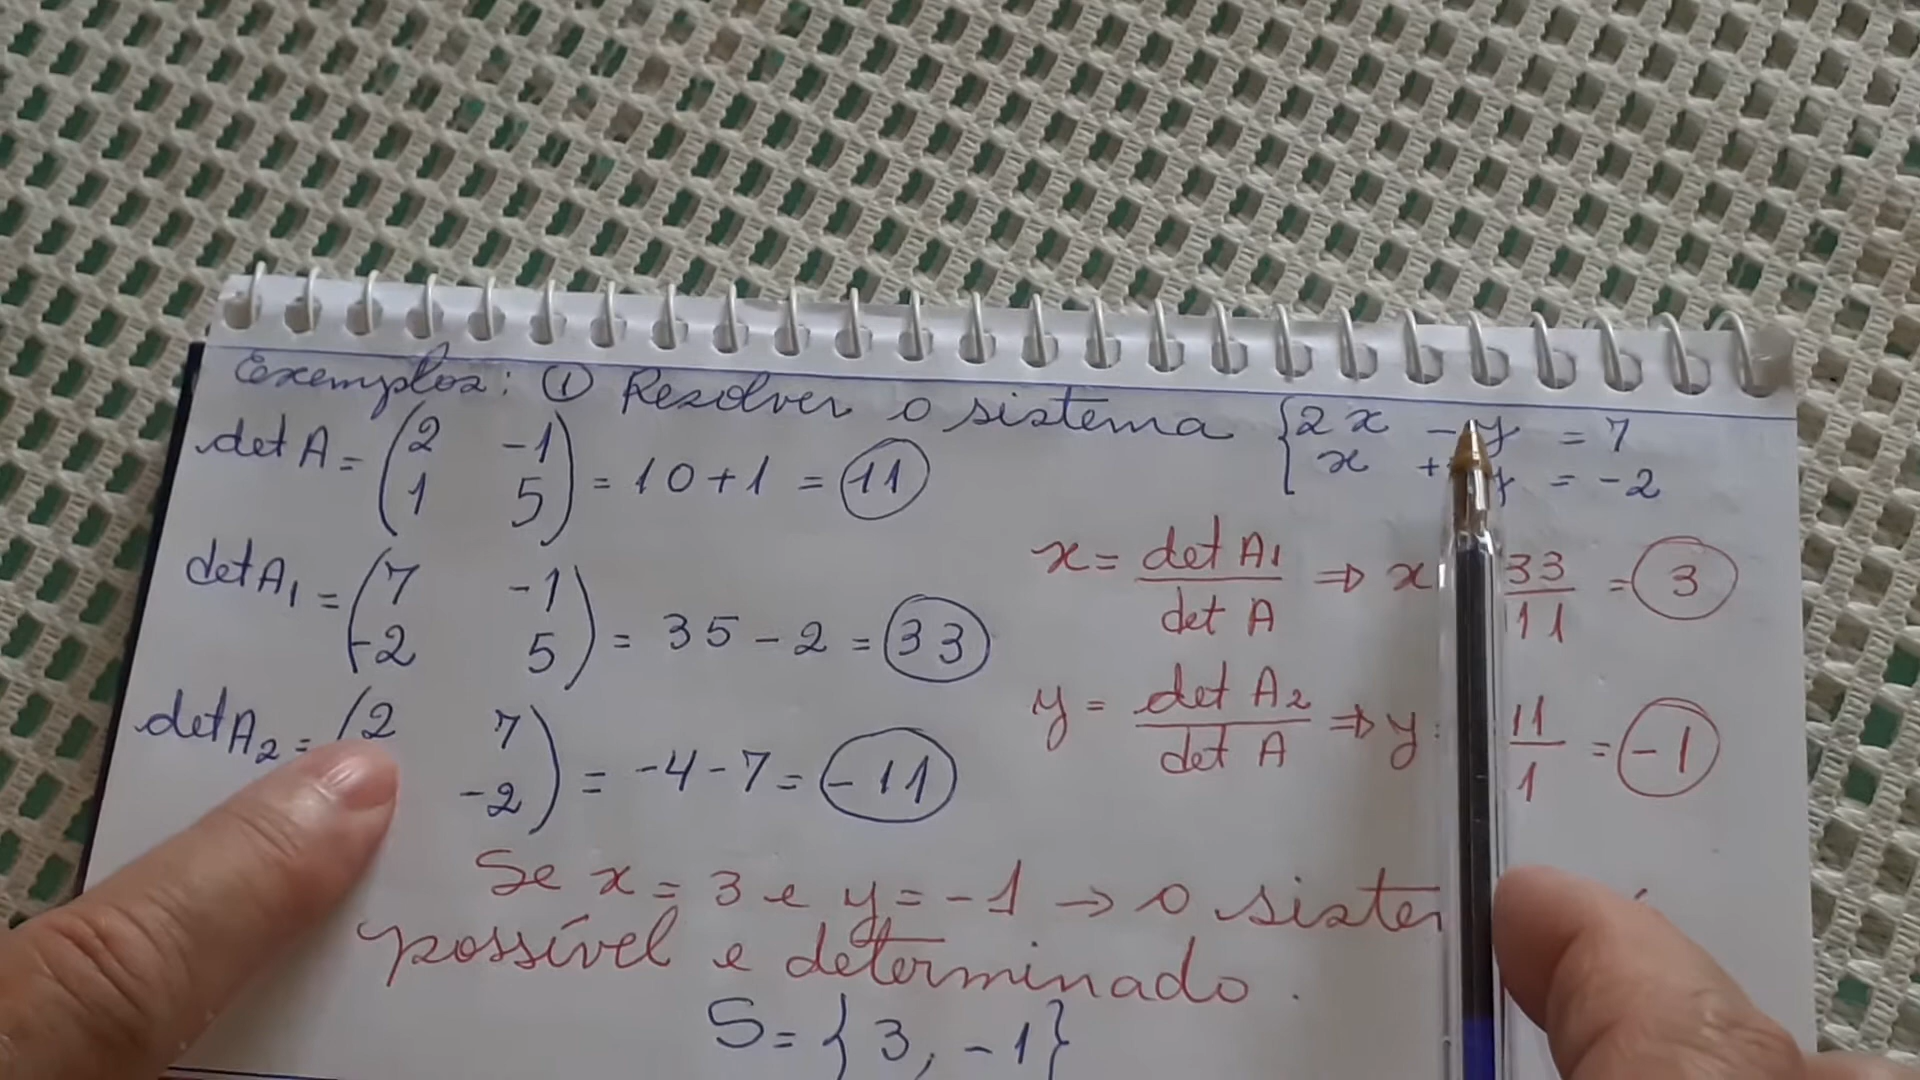 Exemplos: ① Resolver o sistema { 2x - y = 7
x + y = -2
det A = (2 -1
1 5) = 10 + 1 = 11
det A₁ = (7 -1
-2 5) = 35 - 2 = 33
det A₂ = (2 7
-2) = -4 - 7 = -11
x = det A₁ / det A ⇒ x 33 / 11 = 3
y = det A₂ / det A ⇒ y 11 / 1 = -1
Se x = 3 e y = -1 → o
possível e determinado.
S = {3, -1}